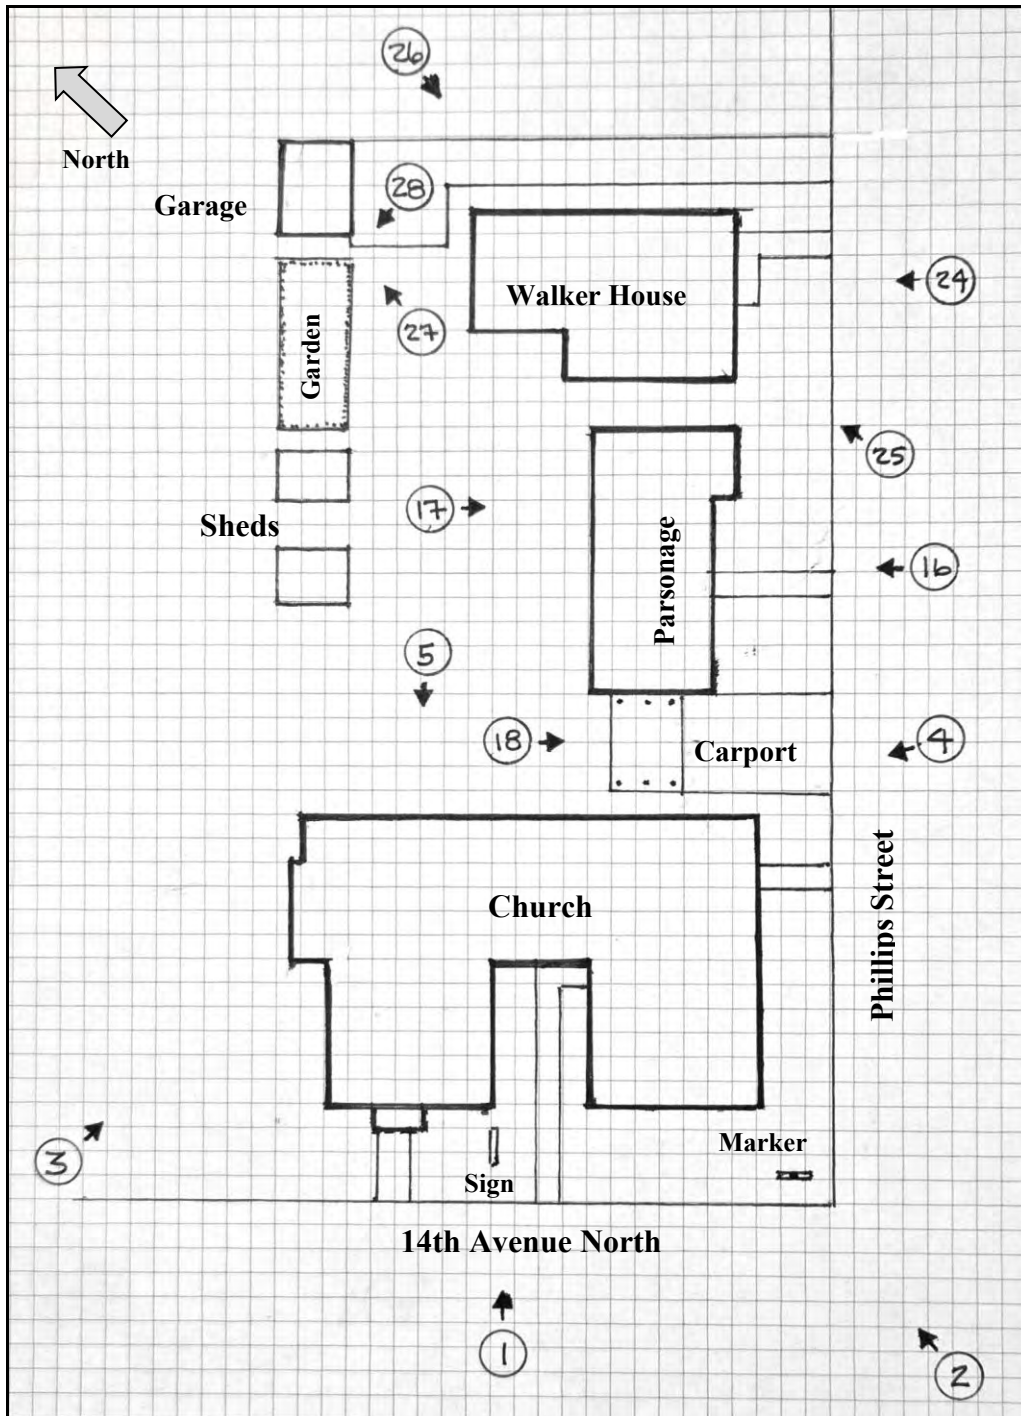 26
North
28
Garage
Walker House
24
27
Garden
25
17
Sheds
16
Parsonage
5
18
Carport
4
Church
Phillips Street
3
Marker
Sign
14th Avenue North
1
2